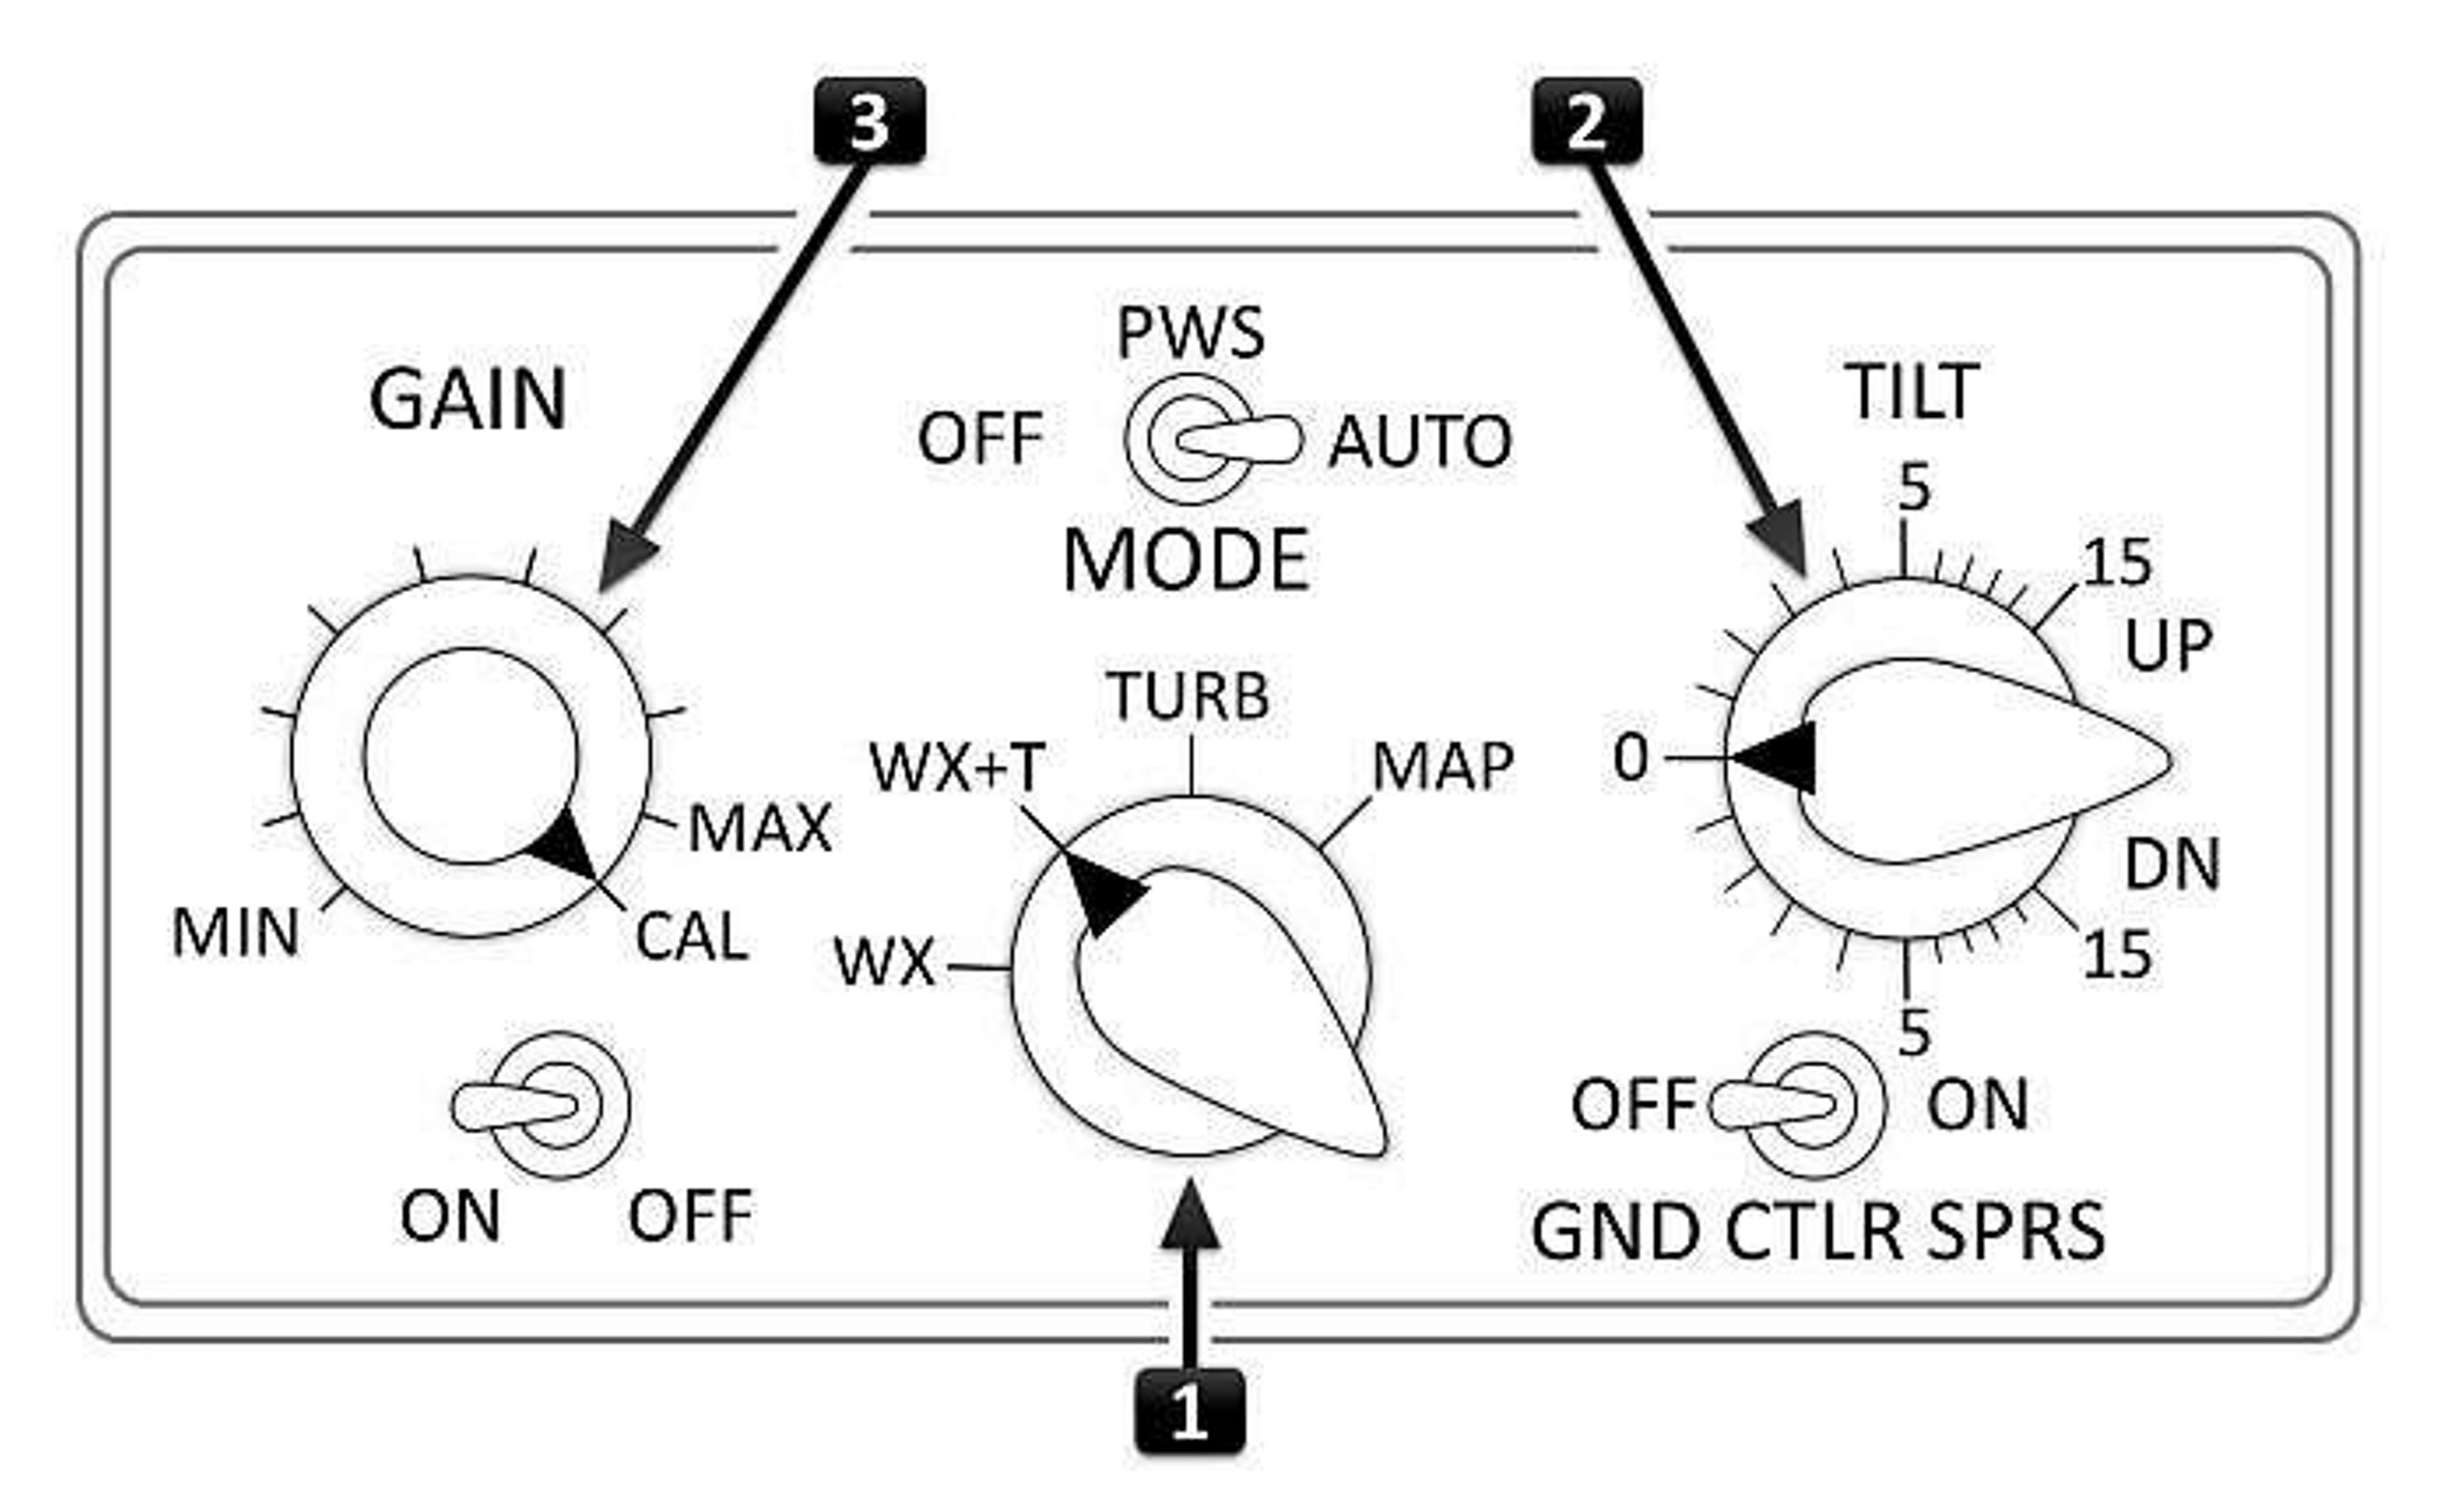 3
2
PWS
GAIN
OFF
AUTO
TILT
MODE
5
15
UP
TURB
WX+T
MAP
0
MAX
DN
MIN
CAL
WX
15
5
OFF
ON
ON
OFF
GND CTLR SPRS
1